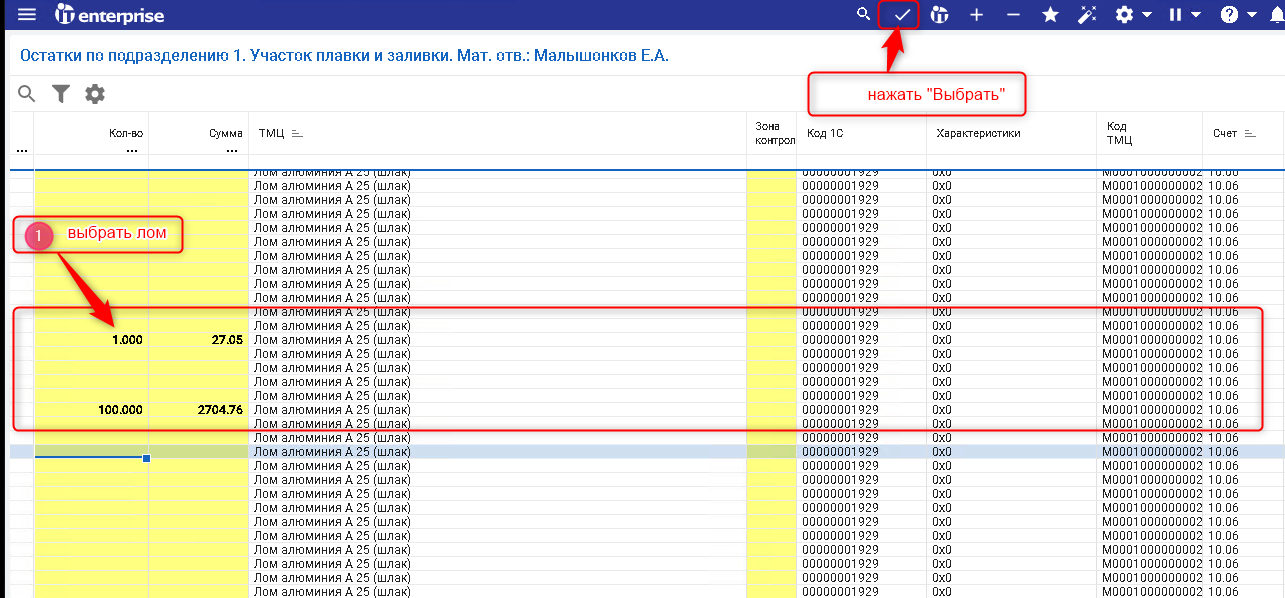 enterprise
Остатки по подразделению 1. Участок плавки и заливки. Мат. отв.: Малышонков Е.А.
нажать "Выбрать"
... Кол-во ... Сумма ... ТМЦ Зона контрол Код 1С Характеристики Код ТМЦ Счет
Лом алюминия А 25 (шлак) 00000001929 0x0 М0001000000002 10.06
Лом алюминия А 25 (шлак) 00000001929 0x0 М0001000000002 10.06
Лом алюминия А 25 (шлак) 00000001929 0x0 М0001000000002 10.06
Лом алюминия А 25 (шлак) 00000001929 0x0 М0001000000002 10.06
Лом алюминия А 25 (шлак) 00000001929 0x0 М0001000000002 10.06
1 выбрать лом
Лом алюминия А 25 (шлак) 00000001929 0x0 М0001000000002 10.06
Лом алюминия А 25 (шлак) 00000001929 0x0 М0001000000002 10.06
Лом алюминия А 25 (шлак) 00000001929 0x0 М0001000000002 10.06
Лом алюминия А 25 (шлак) 00000001929 0x0 М0001000000002 10.06
Лом алюминия А 25 (шлак) 00000001929 0x0 М0001000000002 10.06
Лом алюминия А 25 (шлак) 00000001929 0x0 М0001000000002 10.06
Лом алюминия А 25 (шлак) 00000001929 0x0 М0001000000002 10.06
1.000 27.05 Лом алюминия А 25 (шлак) 00000001929 0x0 М0001000000002 10.06
Лом алюминия А 25 (шлак) 00000001929 0x0 М0001000000002 10.06
Лом алюминия А 25 (шлак) 00000001929 0x0 М0001000000002 10.06
Лом алюминия А 25 (шлак) 00000001929 0x0 М0001000000002 10.06
Лом алюминия А 25 (шлак) 00000001929 0x0 М0001000000002 10.06
100.000 2704.76 Лом алюминия А 25 (шлак) 00000001929 0x0 М0001000000002 10.06
Лом алюминия А 25 (шлак) 00000001929 0x0 М0001000000002 10.06
Лом алюминия А 25 (шлак) 00000001929 0x0 М0001000000002 10.06
Лом алюминия А 25 (шлак) 00000001929 0x0 М0001000000002 10.06
Лом алюминия А 25 (шлак) 00000001929 0x0 М0001000000002 10.06
Лом алюминия А 25 (шлак) 00000001929 0x0 М0001000000002 10.06
Лом алюминия А 25 (шлак) 00000001929 0x0 М0001000000002 10.06
Лом алюминия А 25 (шлак) 00000001929 0x0 М0001000000002 10.06
Лом алюминия А 25 (шлак) 00000001929 0x0 М0001000000002 10.06
Лом алюминия А 25 (шлак) 00000001929 0x0 М0001000000002 10.06
Лом алюминия А 25 (шлак) 00000001929 0x0 М0001000000002 10.06
Лом алюминия А 25 (шлак) 00000001929 0x0 М0001000000002 10.06
Лом алюминия А 25 (шлак) 00000001929 0x0 М0001000000002 10.06
Лом алюминия А 25 (шлак) 00000001929 0x0 М0001000000002 10.06